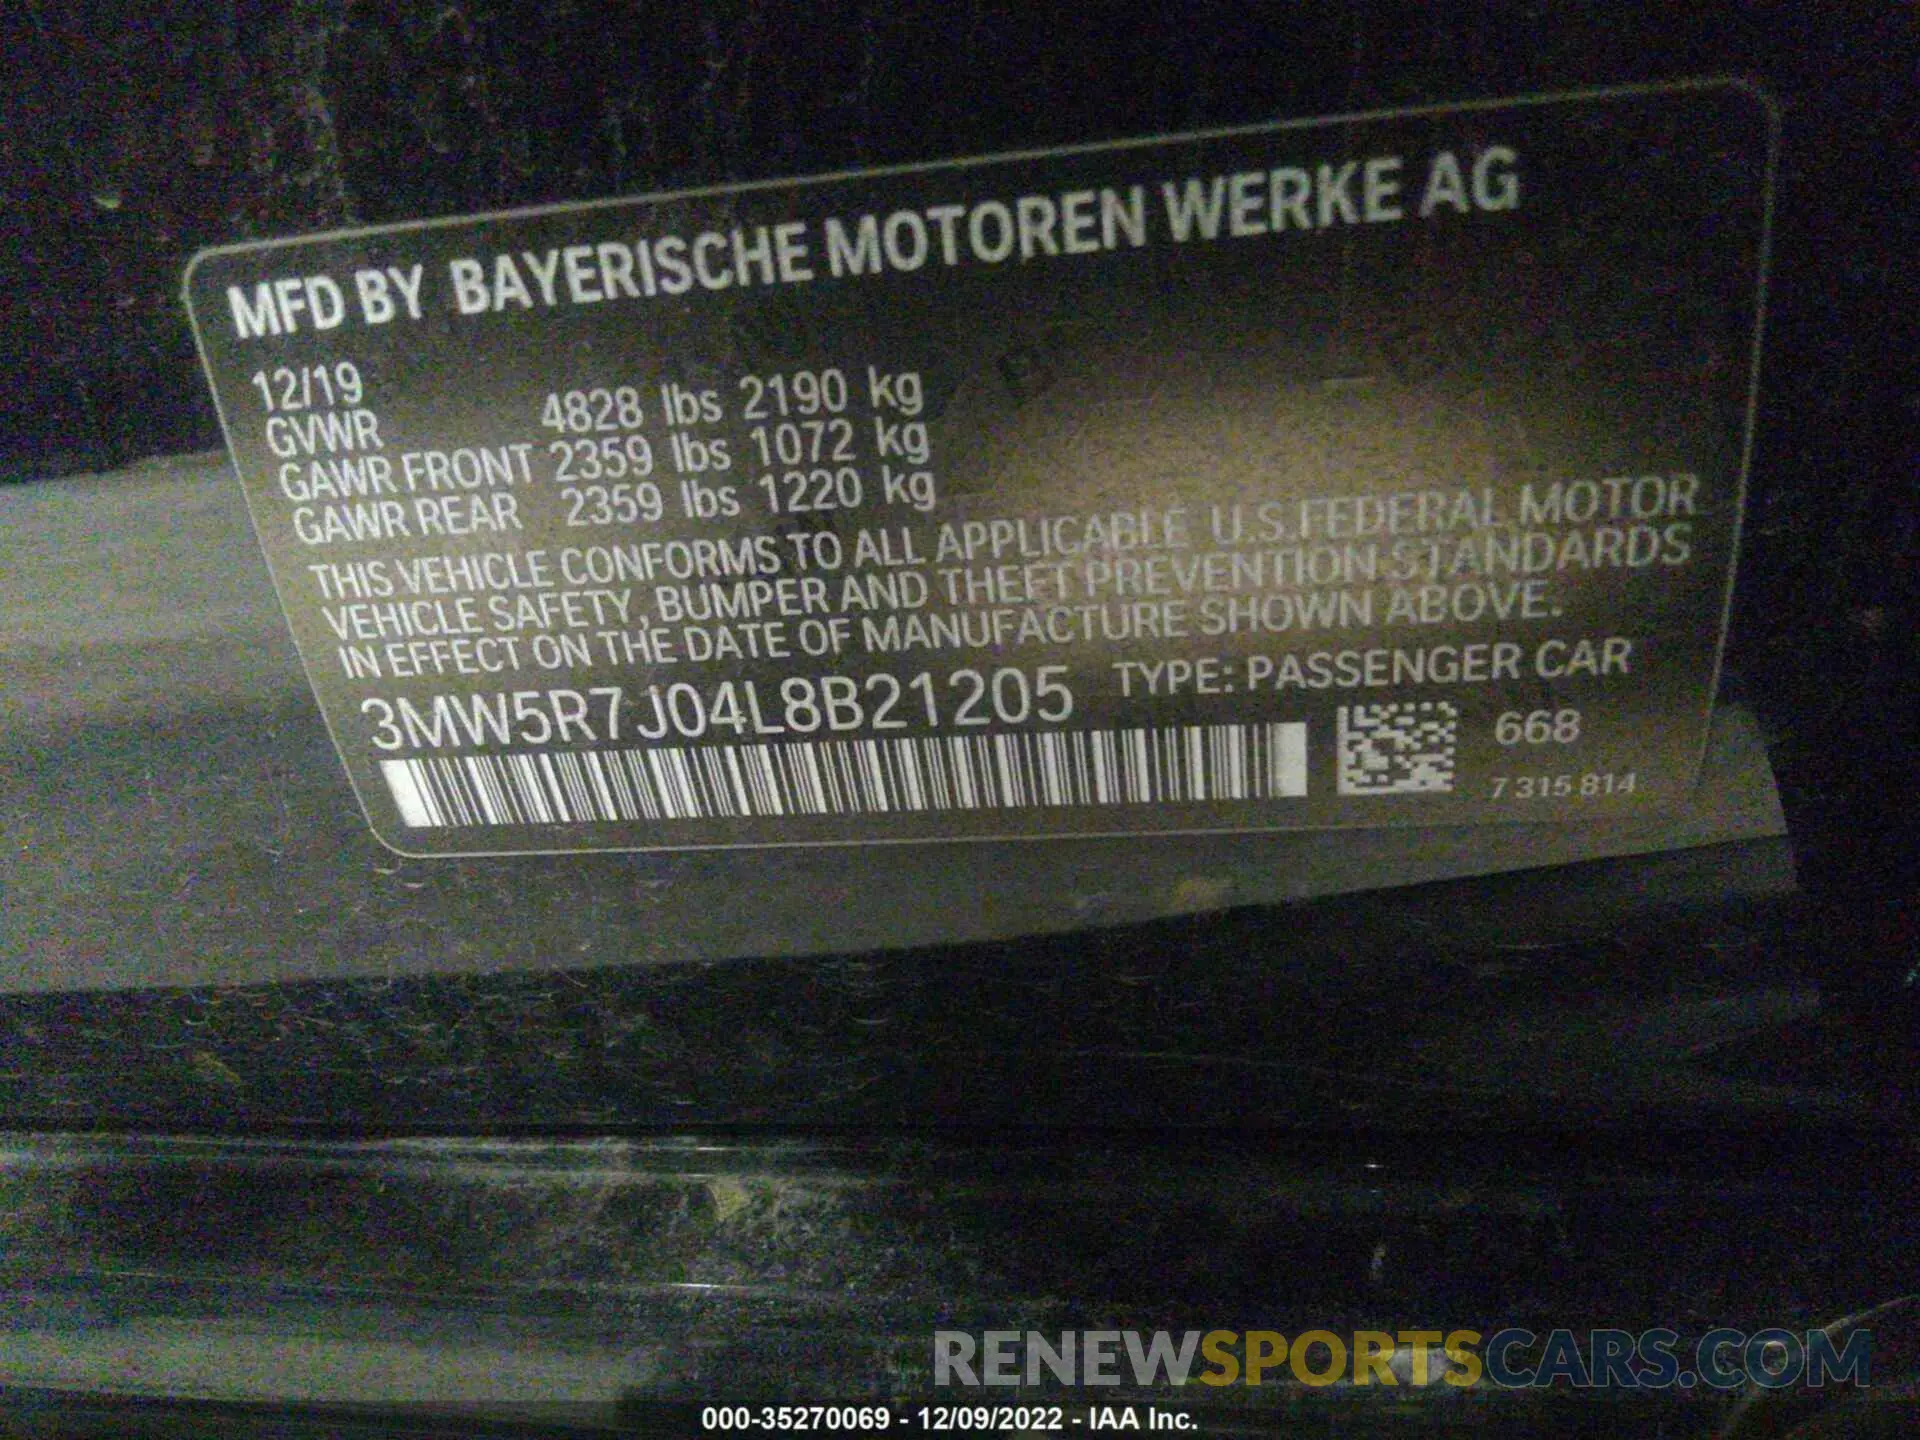 MFD BY BAYERISCHE MOTOREN WERKE AG
12/19
GVWR 4828 lbs 2190 kg
GAWR FRONT 2359 lbs 1072 kg
GAWR REAR 2359 lbs 1220 kg
THIS VEHICLE CONFORMS TO ALL APPLICABLE U.S.FEDERAL MOTOR
VEHICLE SAFETY, BUMPER AND THEFT PREVENTION STANDARDS
IN EFFECT ON THE DATE OF MANUFACTURE SHOWN ABOVE.
3MW5R7J04L8B21205 TYPE: PASSENGER CAR
668
7 315 814
RENEWSPORTSCARS.COM
000-35270069 - 12/09/2022 - IAA Inc.